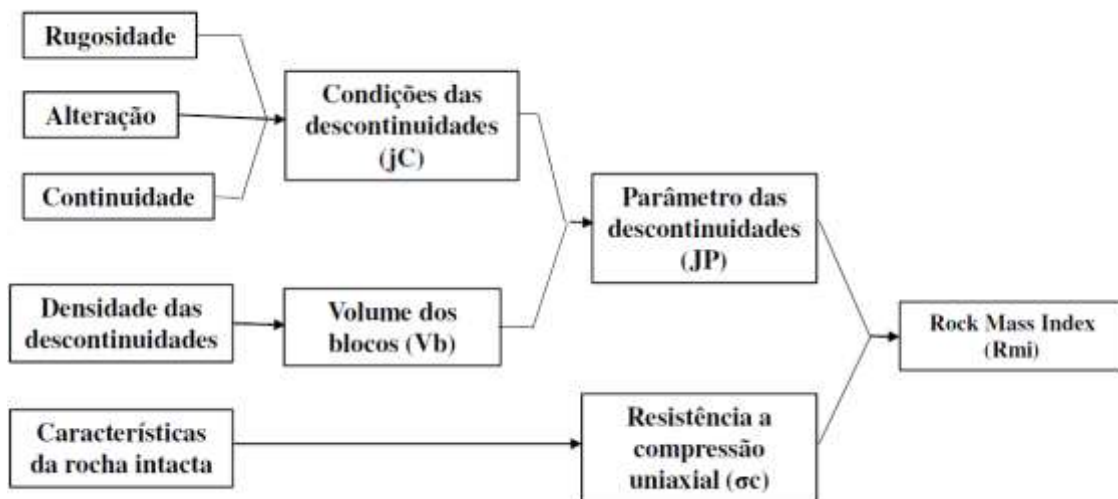 Rugosidade
Alteração
Continuidade
Condições das
descontinuidades
(jC)
Densidade das
descontinuidades
Volume dos
blocos (Vb)
Parâmetro das
descontinuidades
(JP)
Características
da rocha intacta
Resistência a
compressão
uniaxial (σc)
Rock Mass Index
(Rmi)